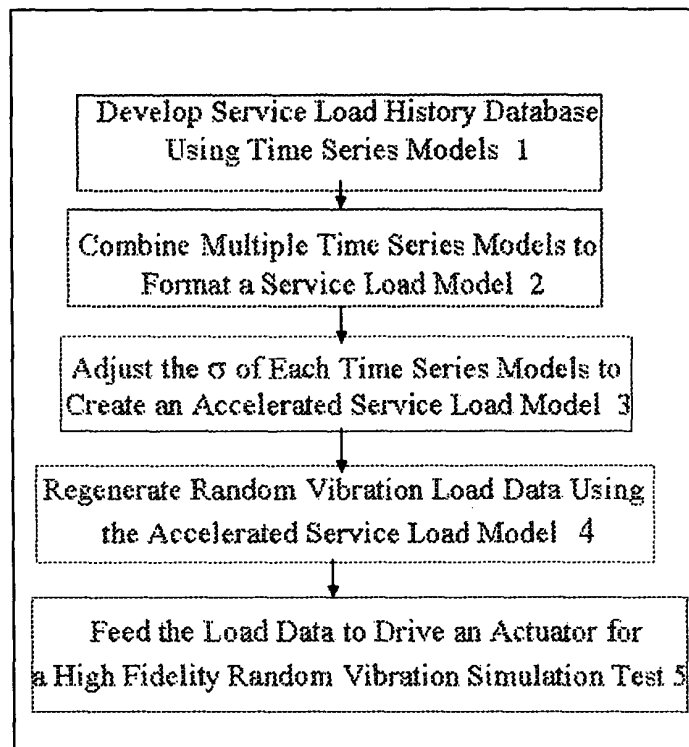 Develop Service Load History Database
Using Time Series Models 1
Combine Multiple Time Series Models to
Format a Service Load Model 2
Adjust the σ of Each Time Series Models to
Create an Accelerated Service Load Model 3
Regenerate Random Vibration Load Data Using
the Accelerated Service Load Model 4
Feed the Load Data to Drive an Actuator for
a High Fidelity Random Vibration Simulation Test 5